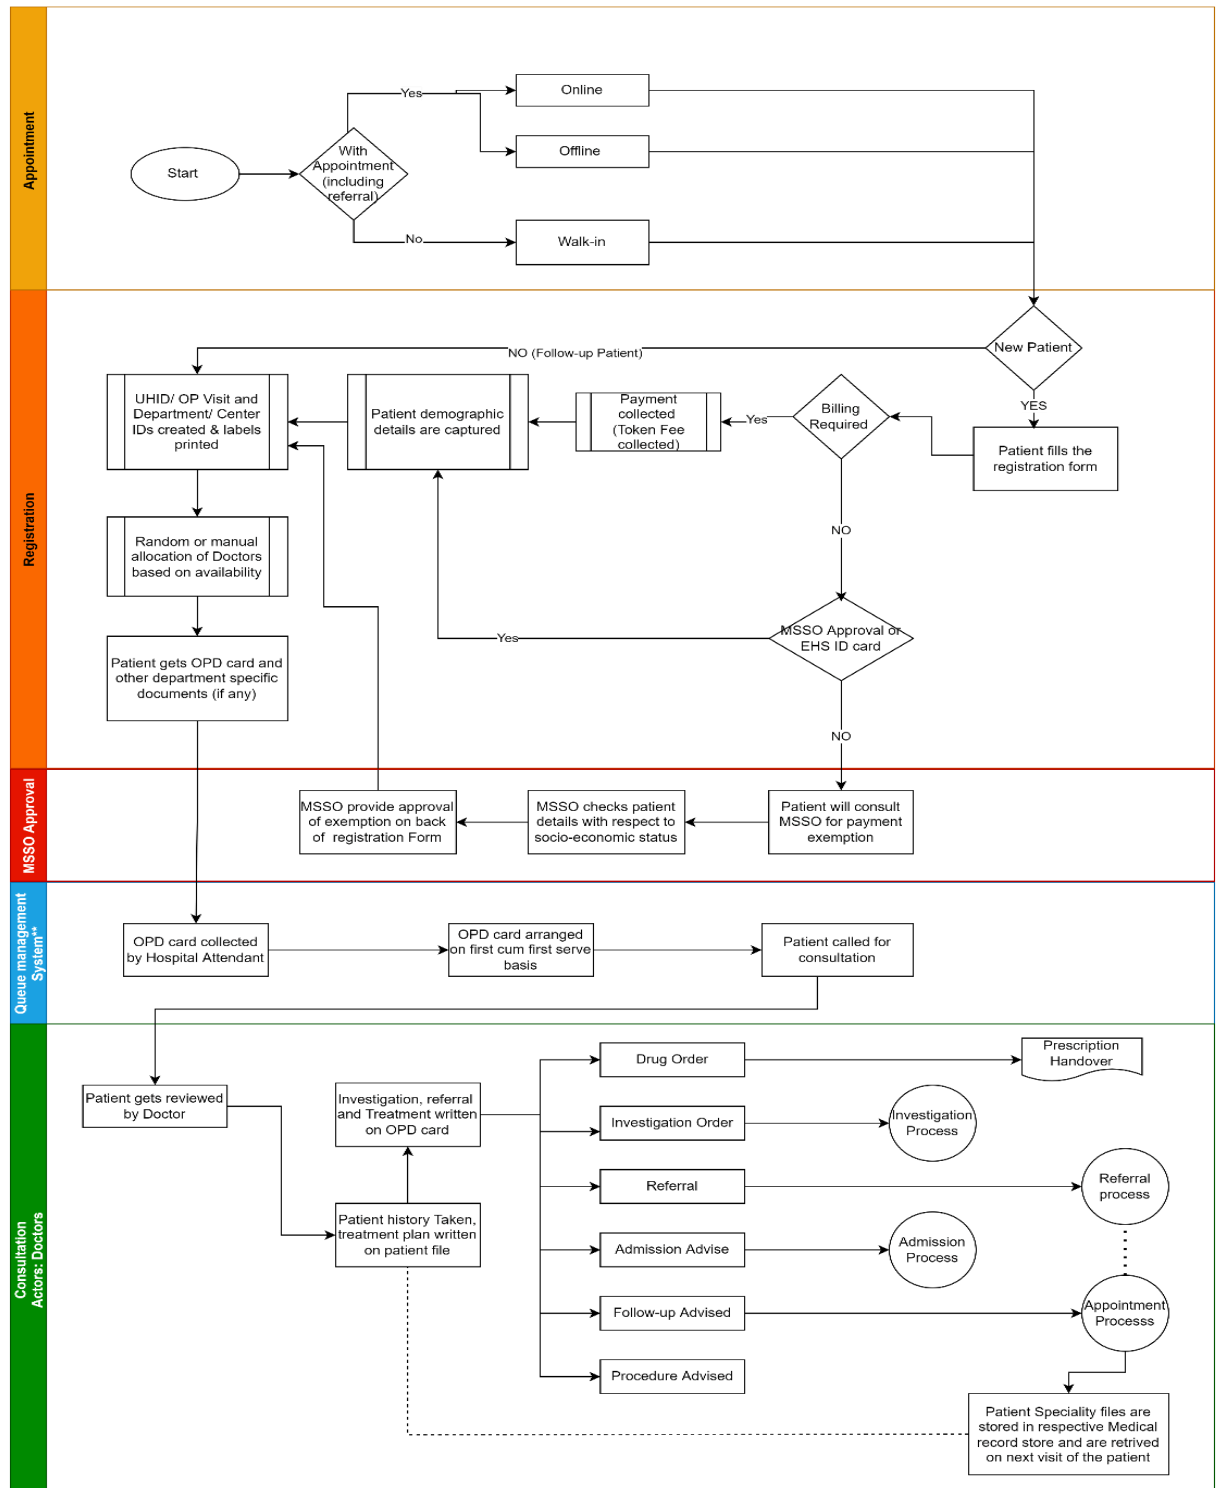 Appointment
Start
With
Appointment
(including
referral)
Yes
No
Online
Offline
Walk-in
Registration
New Patient
NO (Follow-up Patient)
YES
Patient fills the
registration form
Billing
Required
Yes
NO
Payment
collected
(Token Fee
collected)
Patient demographic
details are captured
UHID/ OP Visit and
Department/ Center
IDs created & labels
printed
Random or manual
allocation of Doctors
based on availability
Patient gets OPD card and
other department specific
documents (if any)
MSSO Approval or
EHS ID card
Yes
NO
MSSO Approval
Patient will consult
MSSO for payment
exemption
MSSO checks patient
details with respect to
socio-economic status
MSSO provide approval
of exemption on back
of registration Form
Queue management
System**
OPD card collected
by Hospital Attendant
OPD card arranged
on first cum first serve
basis
Patient called for
consultation
Consultation
Actors: Doctors
Patient gets reviewed
by Doctor
Patient history Taken,
treatment plan written
on patient file
Investigation, referral
and Treatment written
on OPD card
Drug Order
Prescription
Handover
Investigation Order
Investigation
Process
Referral
Referral
process
Admission Advise
Admission
Process
Follow-up Advised
Appointment
Processs
Procedure Advised
Patient Speciality files are
stored in respective Medical
record store and are retrived
on next visit of the patient